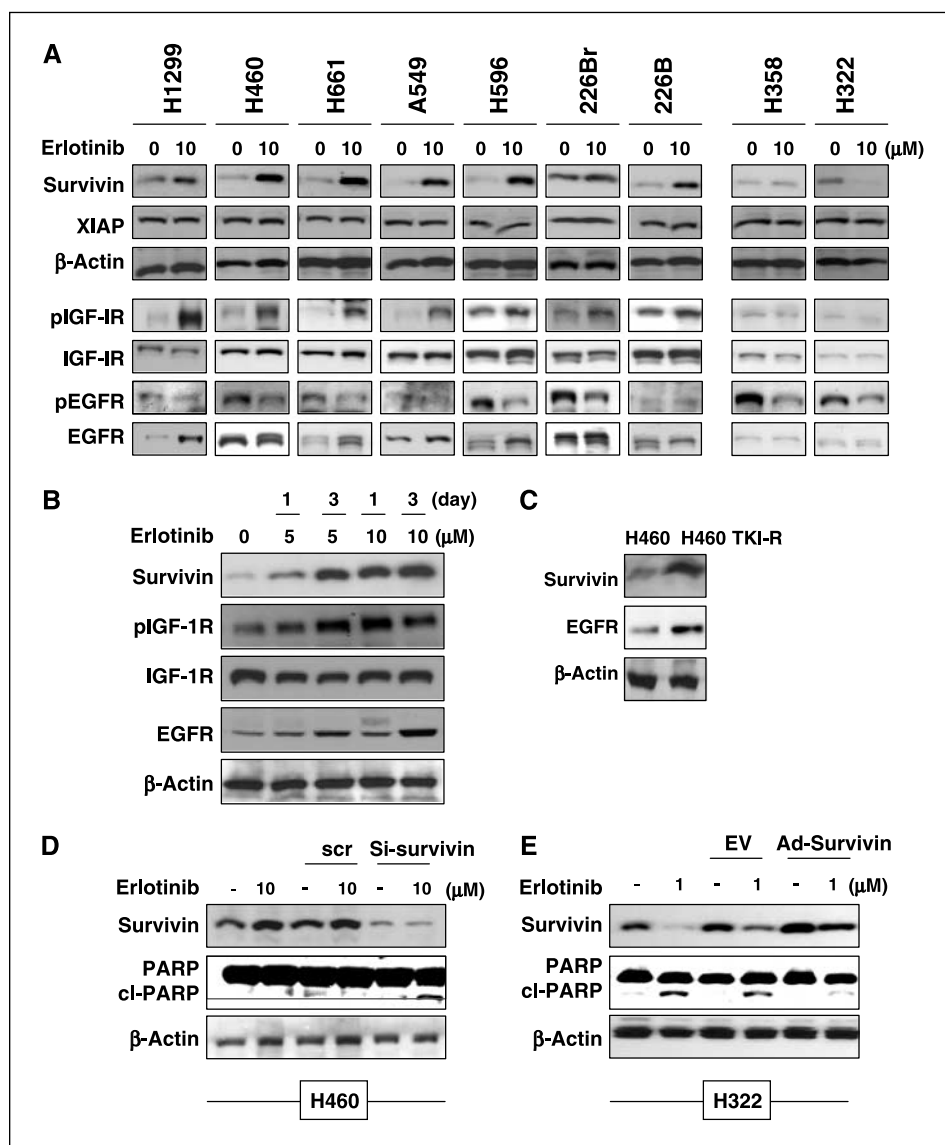 A
H1299 H460 H661 A549 H596 226Br 226B H358 H322
Erlotinib 0 10 0 10 0 10 0 10 0 10 0 10 0 10 0 10 0 10 (μM)
Survivin
XIAP
β-Actin
pIGF-IR
IGF-IR
pEGFR
EGFR
B
1 3 1 3 (day)
Erlotinib 0 5 5 10 10 (μM)
Survivin
pIGF-1R
IGF-1R
EGFR
β-Actin
C
H460 H460 TKI-R
Survivin
EGFR
β-Actin
D
scr Si-survivin
Erlotinib - 10 - 10 - 10 (μM)
Survivin
PARP
cl-PARP
β-Actin
H460
E
EV Ad-Survivin
Erlotinib - 1 - 1 - 1 (μM)
Survivin
PARP
cl-PARP
β-Actin
H322